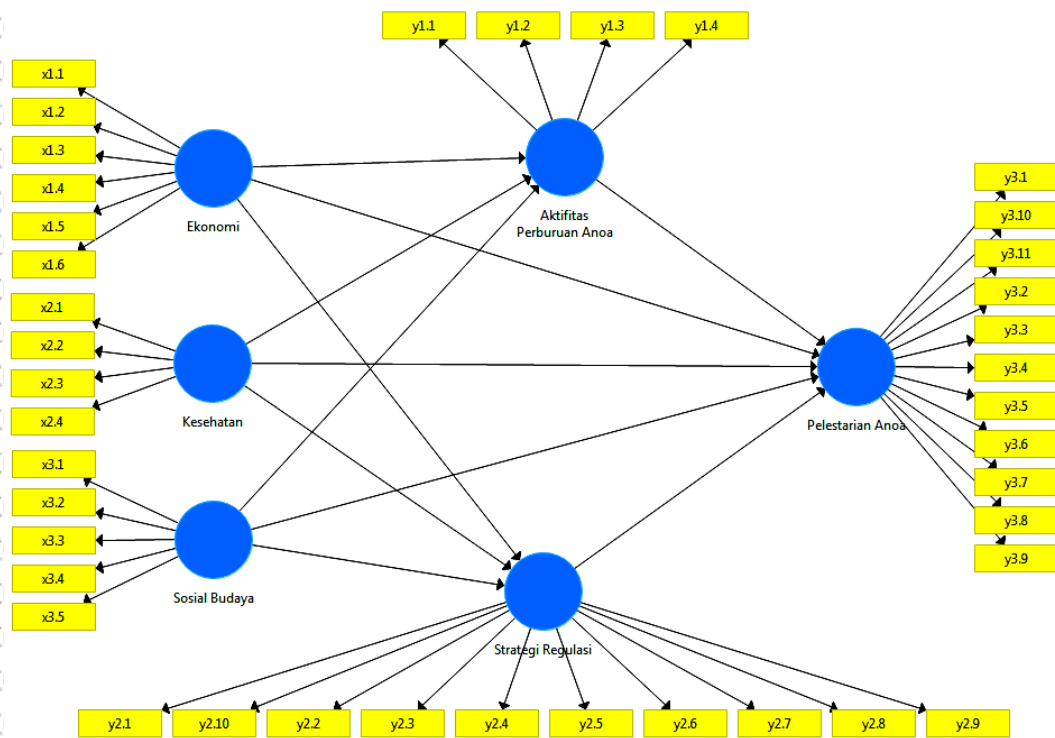 y1.1
y1.2
y1.3
y1.4
x1.1
x1.2
x1.3
x1.4
x1.5
x1.6
Ekonomi
Aktifitas
Perburuan Anoa
x2.1
x2.2
x2.3
x2.4
Kesehatan
x3.1
x3.2
x3.3
x3.4
x3.5
Sosial Budaya
y3.1
y3.10
y3.11
y3.2
y3.3
y3.4
y3.5
y3.6
y3.7
y3.8
y3.9
Pelestarian Anoa
Strategi Regulasi
y2.1
y2.10
y2.2
y2.3
y2.4
y2.5
y2.6
y2.7
y2.8
y2.9